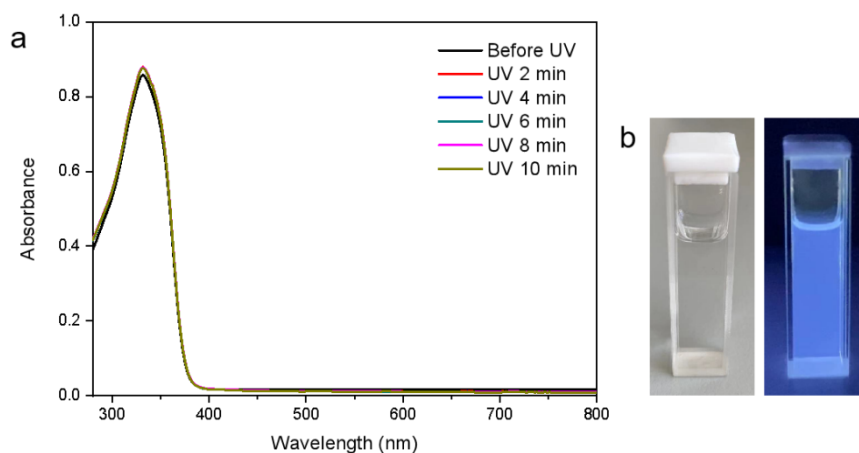 a
1.0
0.8
0.6
0.4
0.2
0.0
Absorbance
300 400 500 600 700 800
Wavelength (nm)
Before UV
UV 2 min
UV 4 min
UV 6 min
UV 8 min
UV 10 min
b